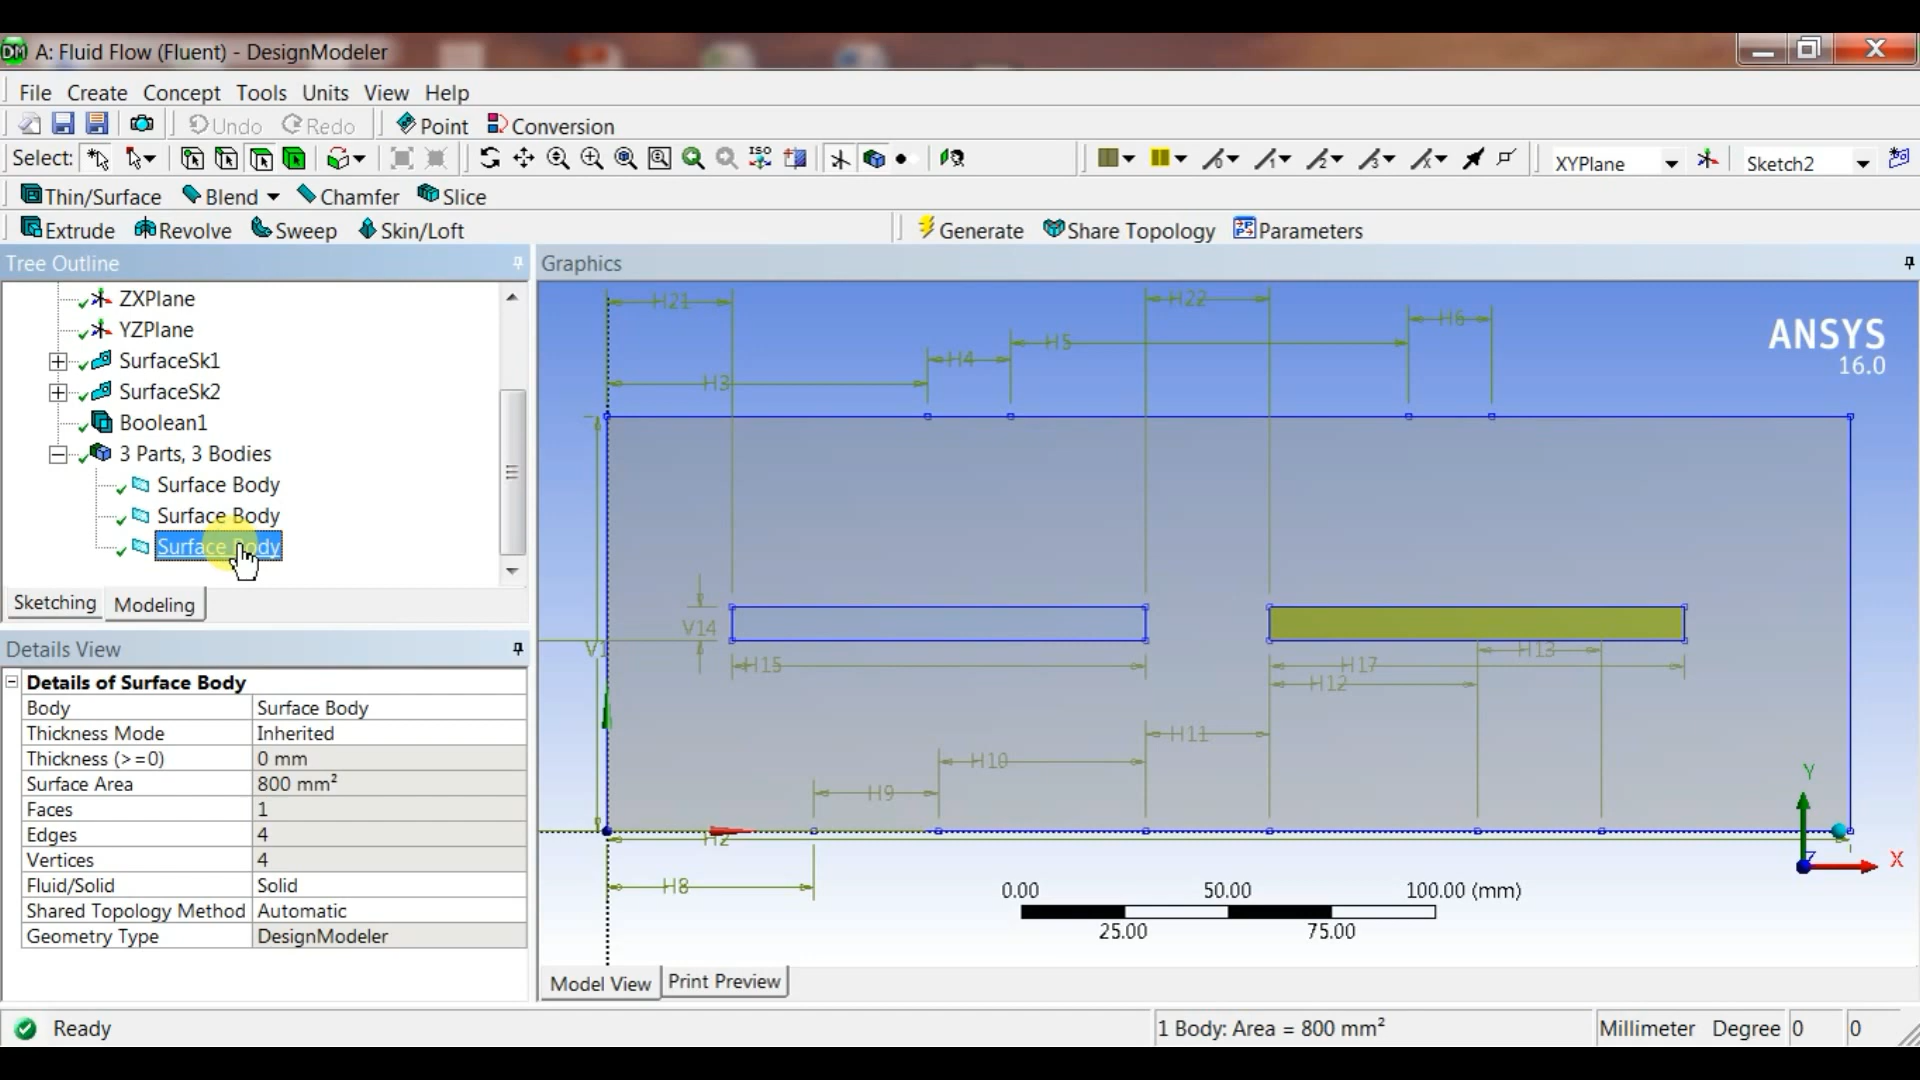 A: Fluid Flow (Fluent) - DesignModeler
File Create Concept Tools Units View Help
Undo Redo Point Conversion
Select: ISO XYPlane Sketch2
Thin/Surface Blend Chamfer Slice
Extrude Revolve Sweep Skin/Loft Generate Share Topology Parameters
Tree Outline
ZXPlane
YZPlane
SurfaceSk1
SurfaceSk2
Boolean1
3 Parts, 3 Bodies
Surface Body
Surface Body
Surface Body
Sketching Modeling
Details View
Details of Surface Body
Body Surface Body
Thickness Mode Inherited
Thickness (>=0) 0 mm
Surface Area 800 mm²
Faces 1
Edges 4
Vertices 4
Fluid/Solid Solid
Shared Topology Method Automatic
Geometry Type DesignModeler
Graphics
H21 H22
H6
H5
H4
H3
ANSYS
16.0
V14
V1
H15 H17 H13
H12
H11
H10
H9
H2
H8
Y
Z X
0.00 50.00 100.00 (mm)
25.00 75.00
Model View Print Preview
Ready 1 Body: Area = 800 mm² Millimeter Degree 0 0